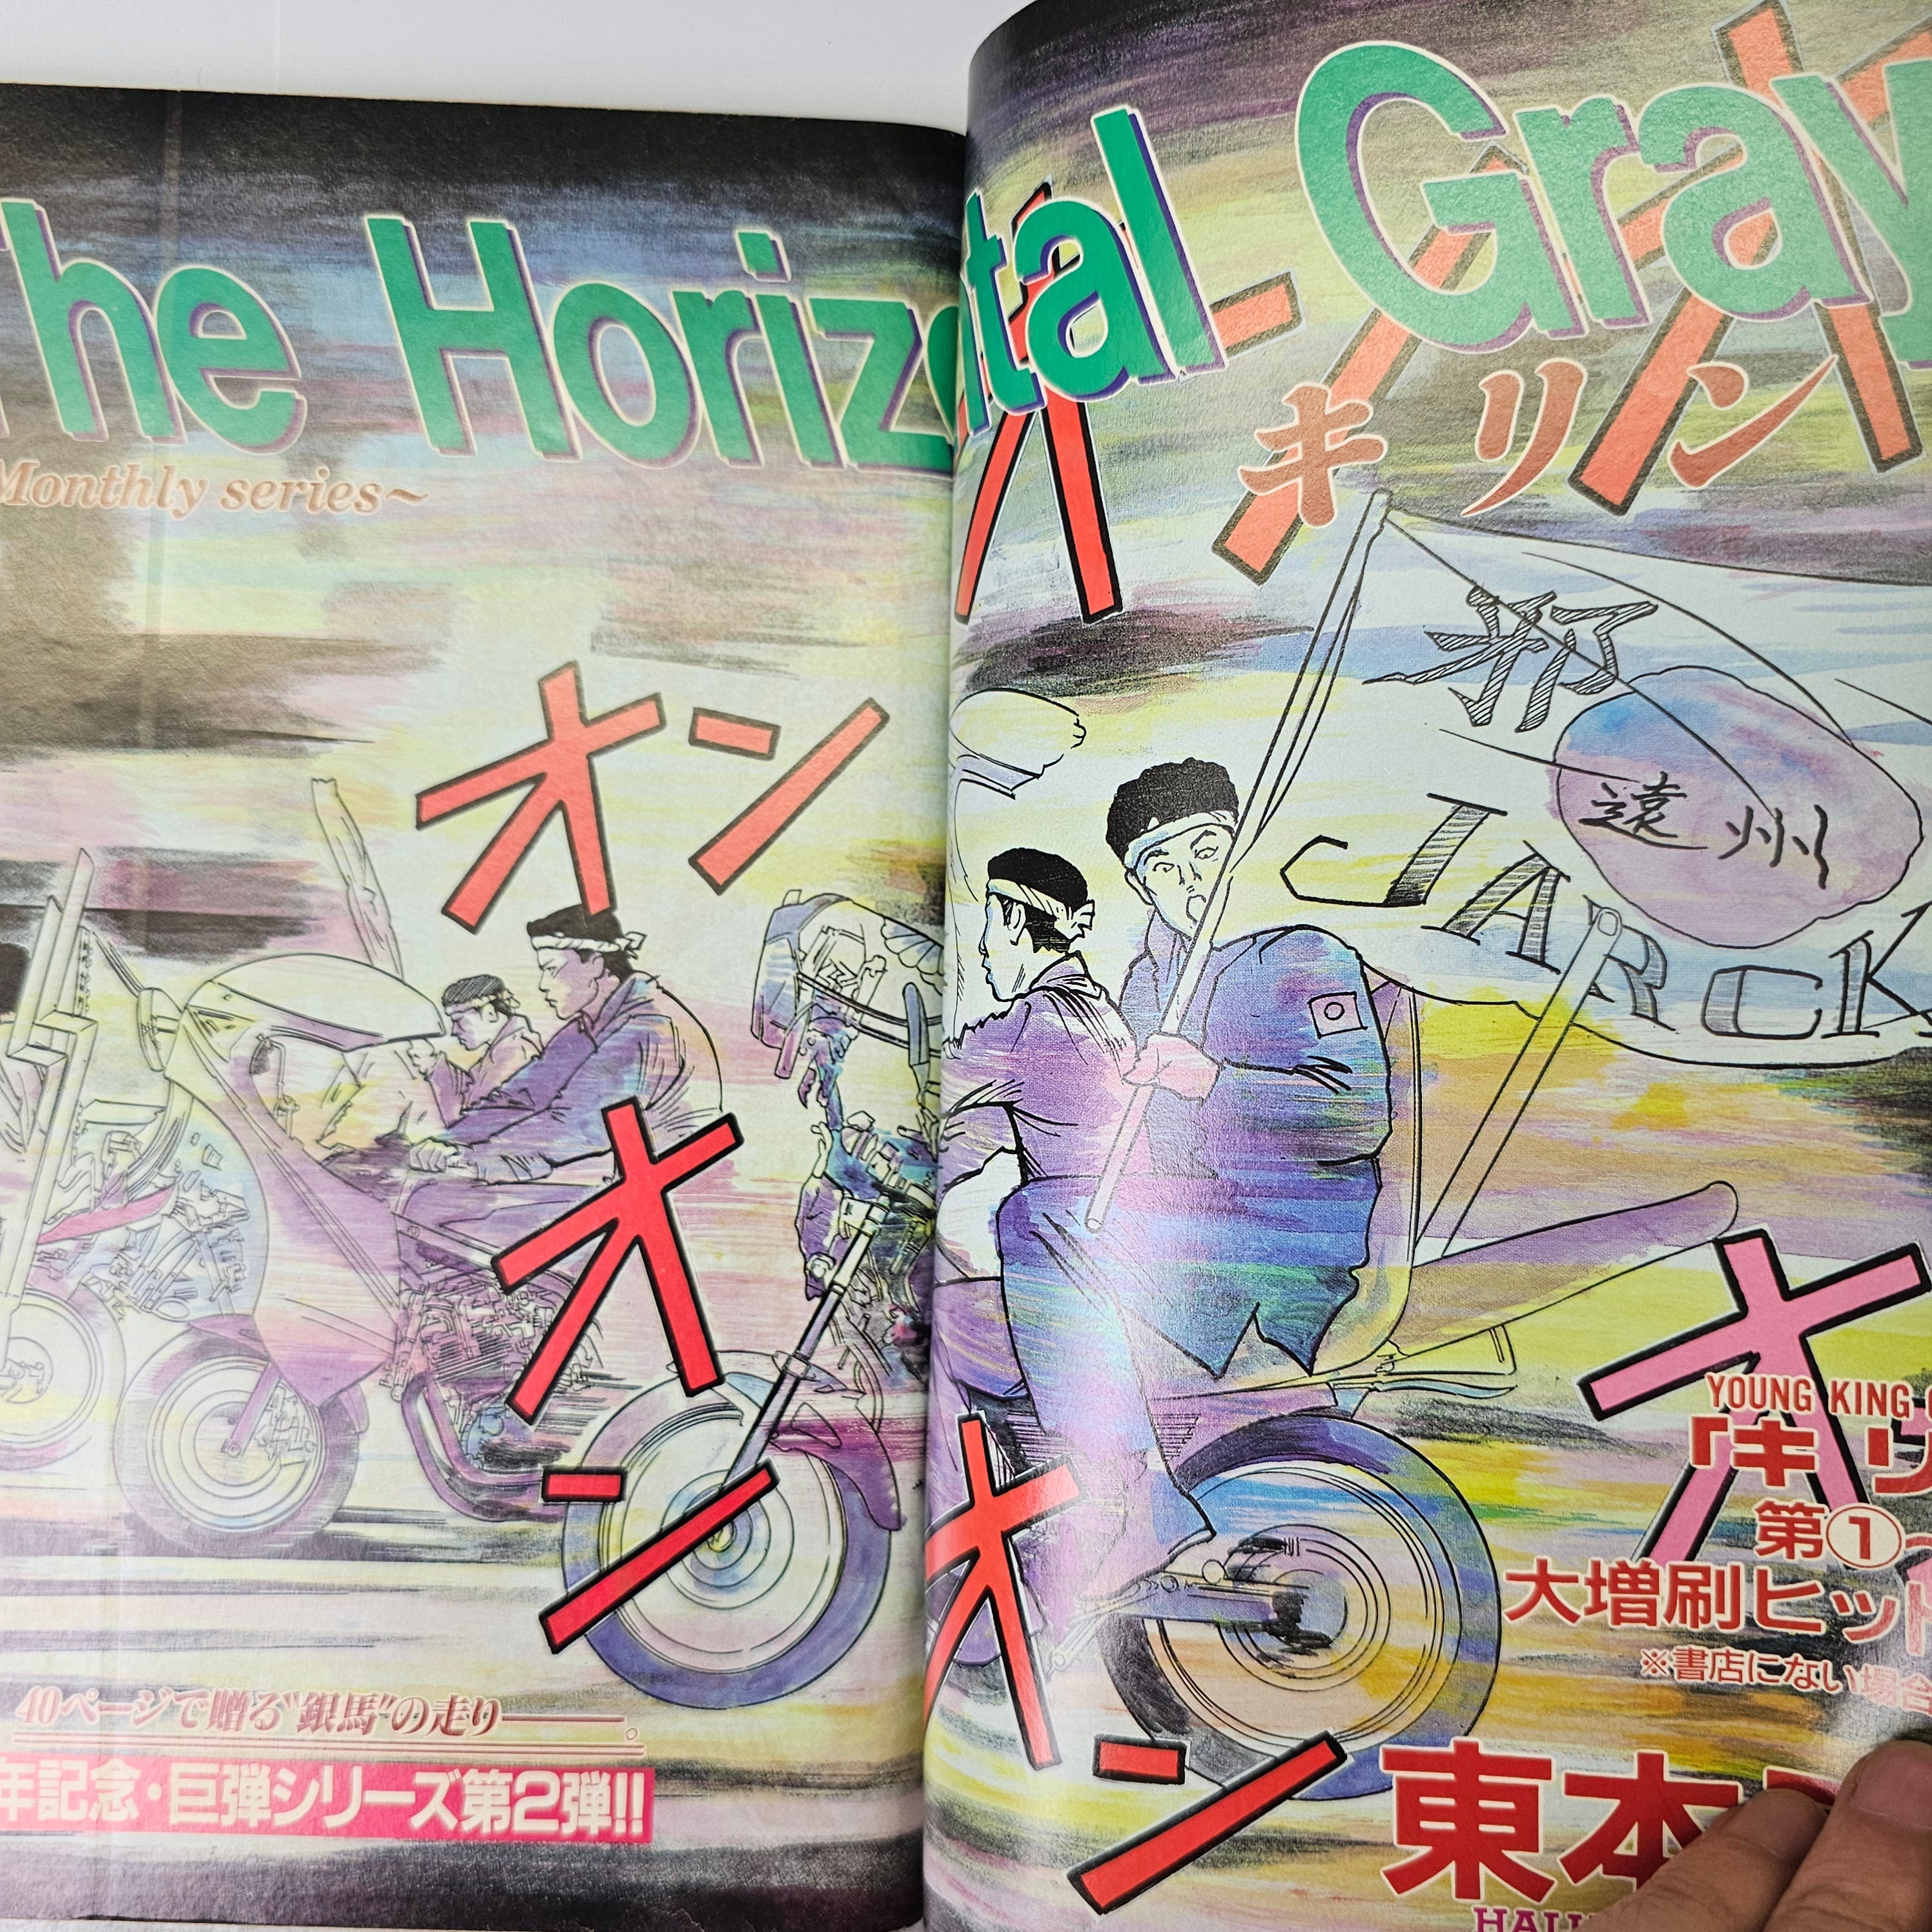 The Horizontal Gray
Monthly series~
キリン
オン
オン
オン
オ
邪
遠州
JARCK
YOUNG KING
「キリ
第①
大増刷ヒット
※書店にない場合
40ページで贈る"銀馬"の走り——。
年記念・巨弾シリーズ第2弾!!
東本